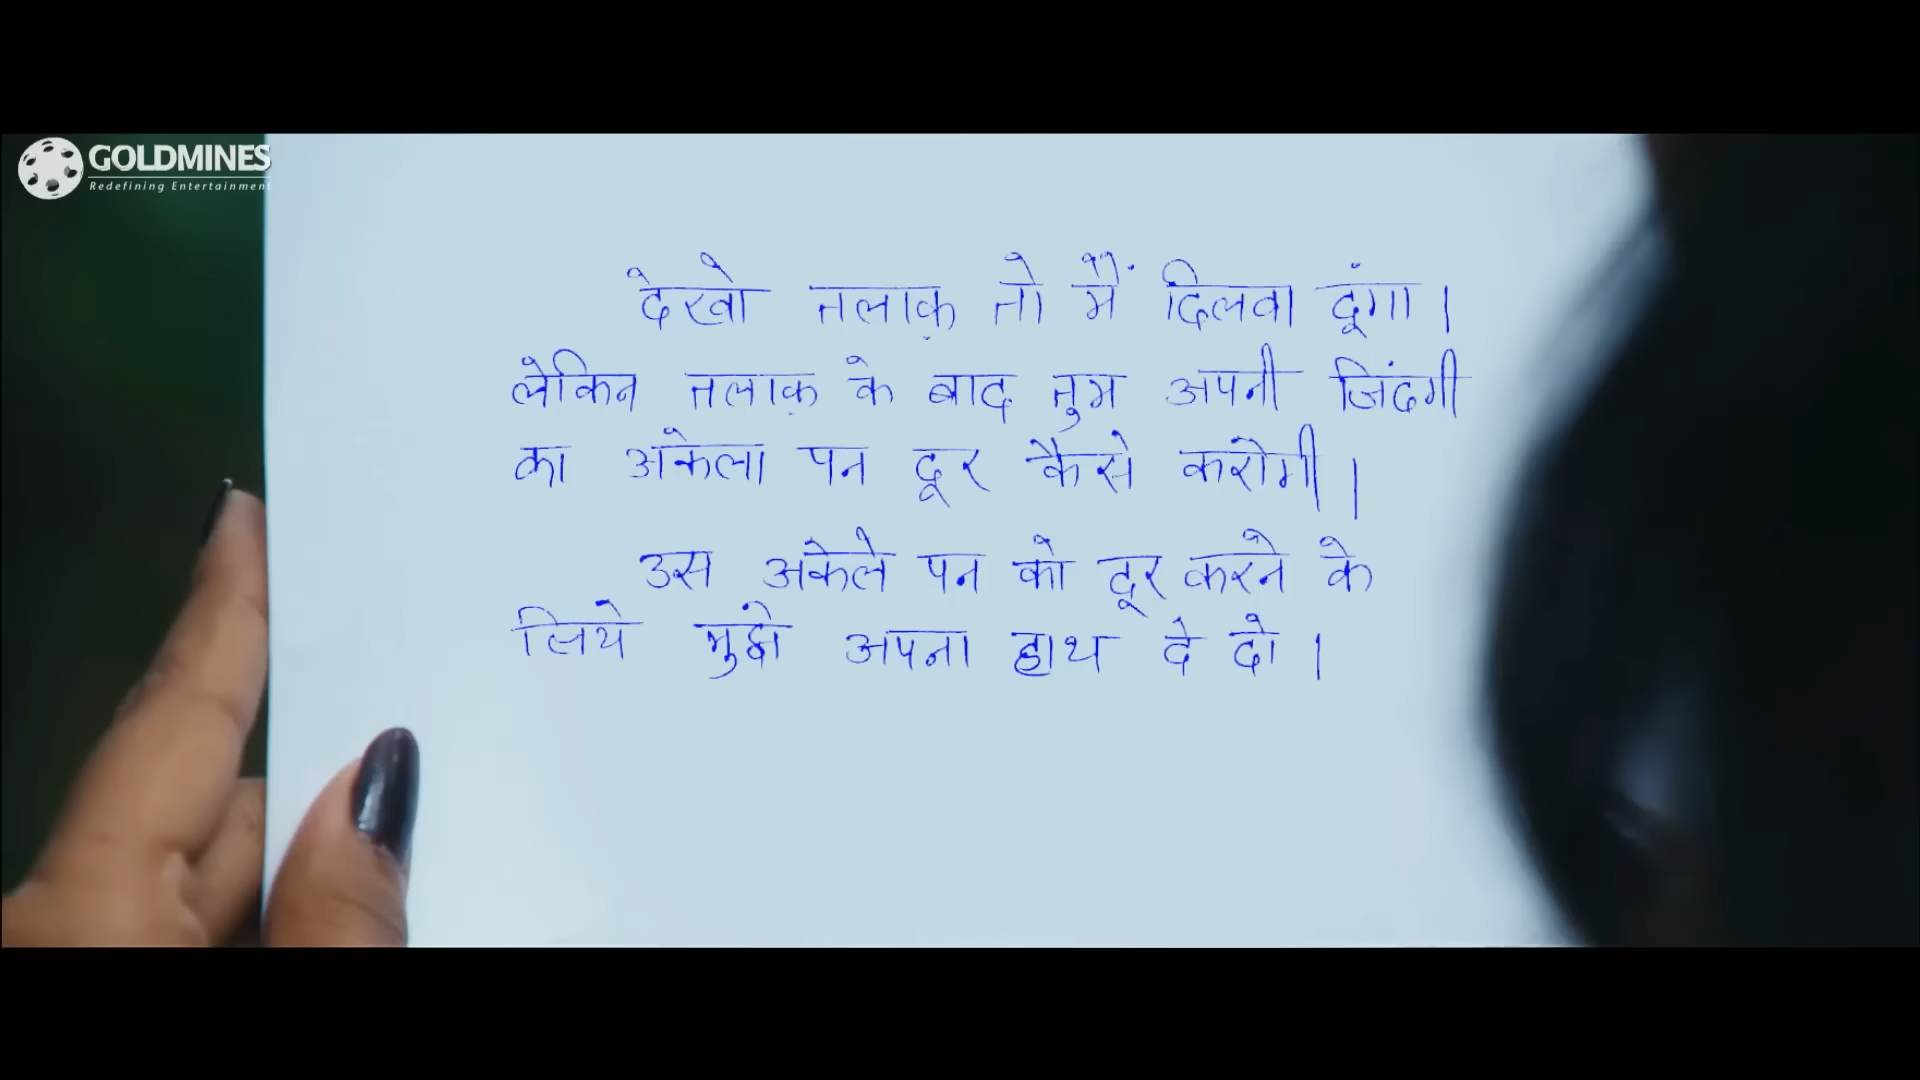 GOLDMINES
Redefining Entertainment
देखो तलाक़ तो मैं दिलवा दूंगा।
लेकिन तलाक़ के बाद तुम अपनी जिंदगी
का अकेला पन दूर कैसे करोगी।
उस अकेले पन को दूर करने के
लिये मुझे अपना हाथ दे दो।